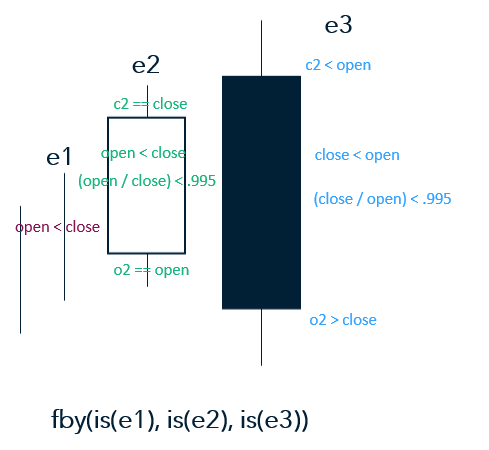 e3
e2
c2 < open
c2 == close
e1
open < close
close < open
(open / close) < .995
(close / open) < .995
open < close
o2 == open
o2 > close
fby(is(e1), is(e2), is(e3))